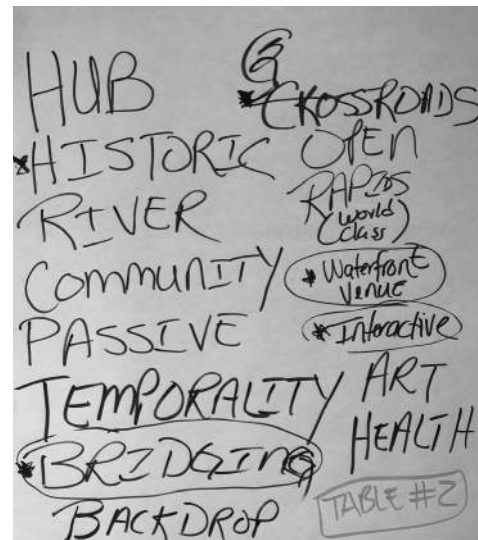 HUB
*HISTORIC
RIVER
COMMUNITY
PASSIVE
TEMPORALITY
*BRIDGING
BACKDROP
*CROSSROADS
OPEN
RAPIDS
(World
Class)
*Waterfront
Venue
*Interactive
ART
HEALTH
TABLE #2